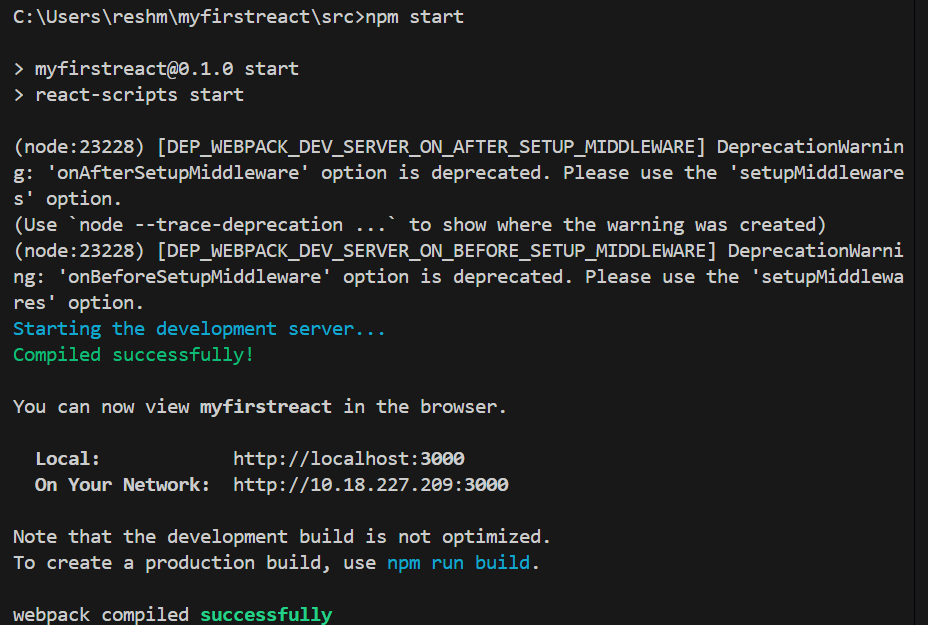 C:\Users\reshm\myfirstreact\src>npm start
> myfirstreact@0.1.0 start
> react-scripts start
(node:23228) [DEP_WEBPACK_DEV_SERVER_ON_AFTER_SETUP_MIDDLEWARE] DeprecationWarnin
g: 'onAfterSetupMiddleware' option is deprecated. Please use the 'setupMiddleware
s' option.
(Use `node --trace-deprecation ...` to show where the warning was created)
(node:23228) [DEP_WEBPACK_DEV_SERVER_ON_BEFORE_SETUP_MIDDLEWARE] DeprecationWarni
ng: 'onBeforeSetupMiddleware' option is deprecated. Please use the 'setupMiddlewa
res' option.
Starting the development server...
Compiled successfully!
You can now view myfirstreact in the browser.
Local: http://localhost:3000
On Your Network: http://10.18.227.209:3000
Note that the development build is not optimized.
To create a production build, use npm run build.
webpack compiled successfully